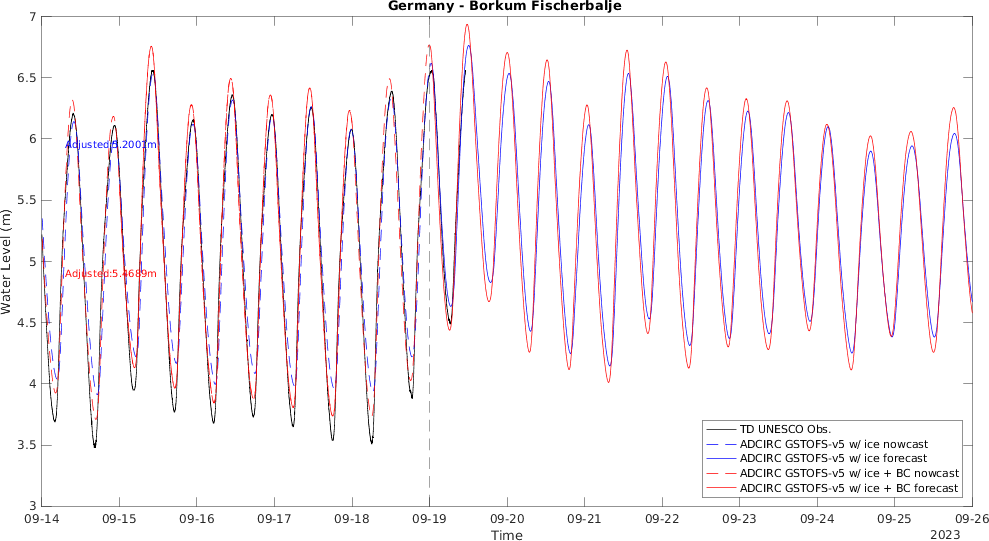 Germany - Borkum Fischerbalje
7
6.5
6
5.5
5
4.5
4
3.5
3
Water Level (m)
Adjusted:5.2001m
Adjusted:5.4689m
TD UNESCO Obs.
ADCIRC GSTOFS-v5 w/ ice nowcast
ADCIRC GSTOFS-v5 w/ ice forecast
ADCIRC GSTOFS-v5 w/ ice + BC nowcast
ADCIRC GSTOFS-v5 w/ ice + BC forecast
09-14 09-15 09-16 09-17 09-18 09-19 09-20 09-21 09-22 09-23 09-24 09-25 09-26
Time
2023